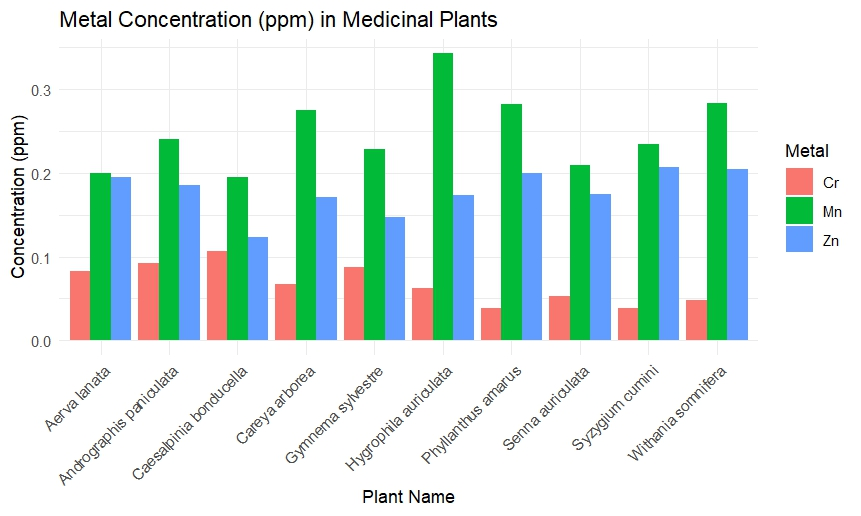 Metal Concentration (ppm) in Medicinal Plants
Concentration (ppm)
0.3
0.2
0.1
0.0
Aerva lanata
Andrographis paniculata
Caesalpinia bonducella
Careya arborea
Gymnema sylvestre
Hygrophila auriculata
Phyllanthus amarus
Senna auriculata
Syzygium cumini
Withania somnifera
Plant Name
Metal
Cr
Mn
Zn